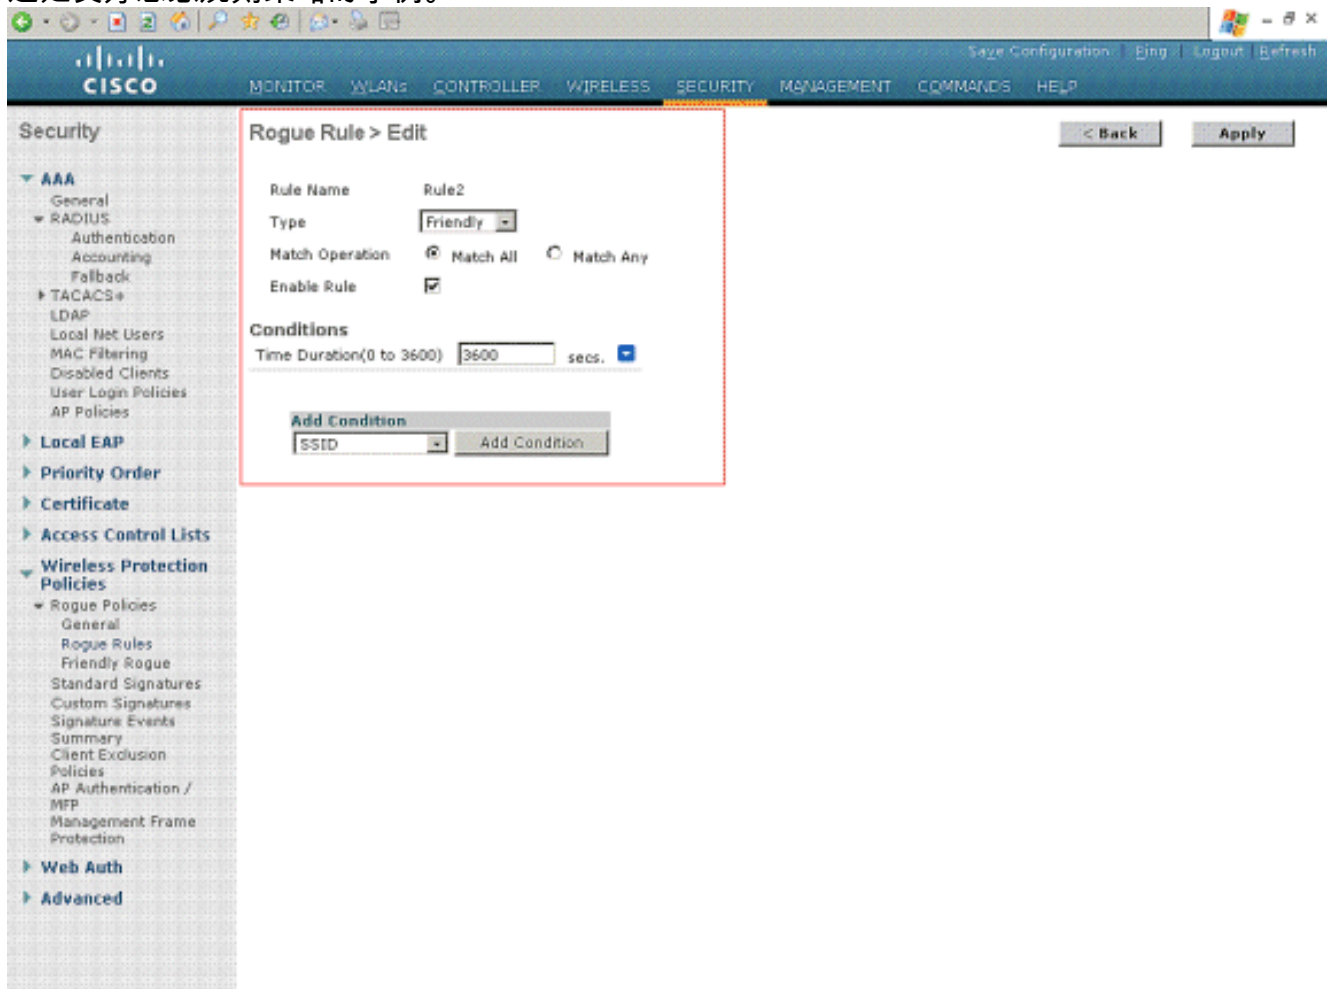 Save Configuration | Ping | Logout | Refresh
CISCO
MONITOR WLANs CONTROLLER WIRELESS SECURITY MANAGEMENT COMMANDS HELP
Security
AAA
General
RADIUS
Authentication
Accounting
Fallback
TACACS+
LDAP
Local Net Users
MAC Filtering
Disabled Clients
User Login Policies
AP Policies
Local EAP
Priority Order
Certificate
Access Control Lists
Wireless Protection
Policies
Rogue Policies
General
Rogue Rules
Friendly Rogue
Standard Signatures
Custom Signatures
Signature Events
Summary
Client Exclusion
Policies
AP Authentication /
MFP
Management Frame
Protection
Web Auth
Advanced
Rogue Rule > Edit
< Back Apply
Rule Name Rule2
Type Friendly
Match Operation Match All Match Any
Enable Rule
Conditions
Time Duration(0 to 3600) 3600 secs.
Add Condition
SSID Add Condition